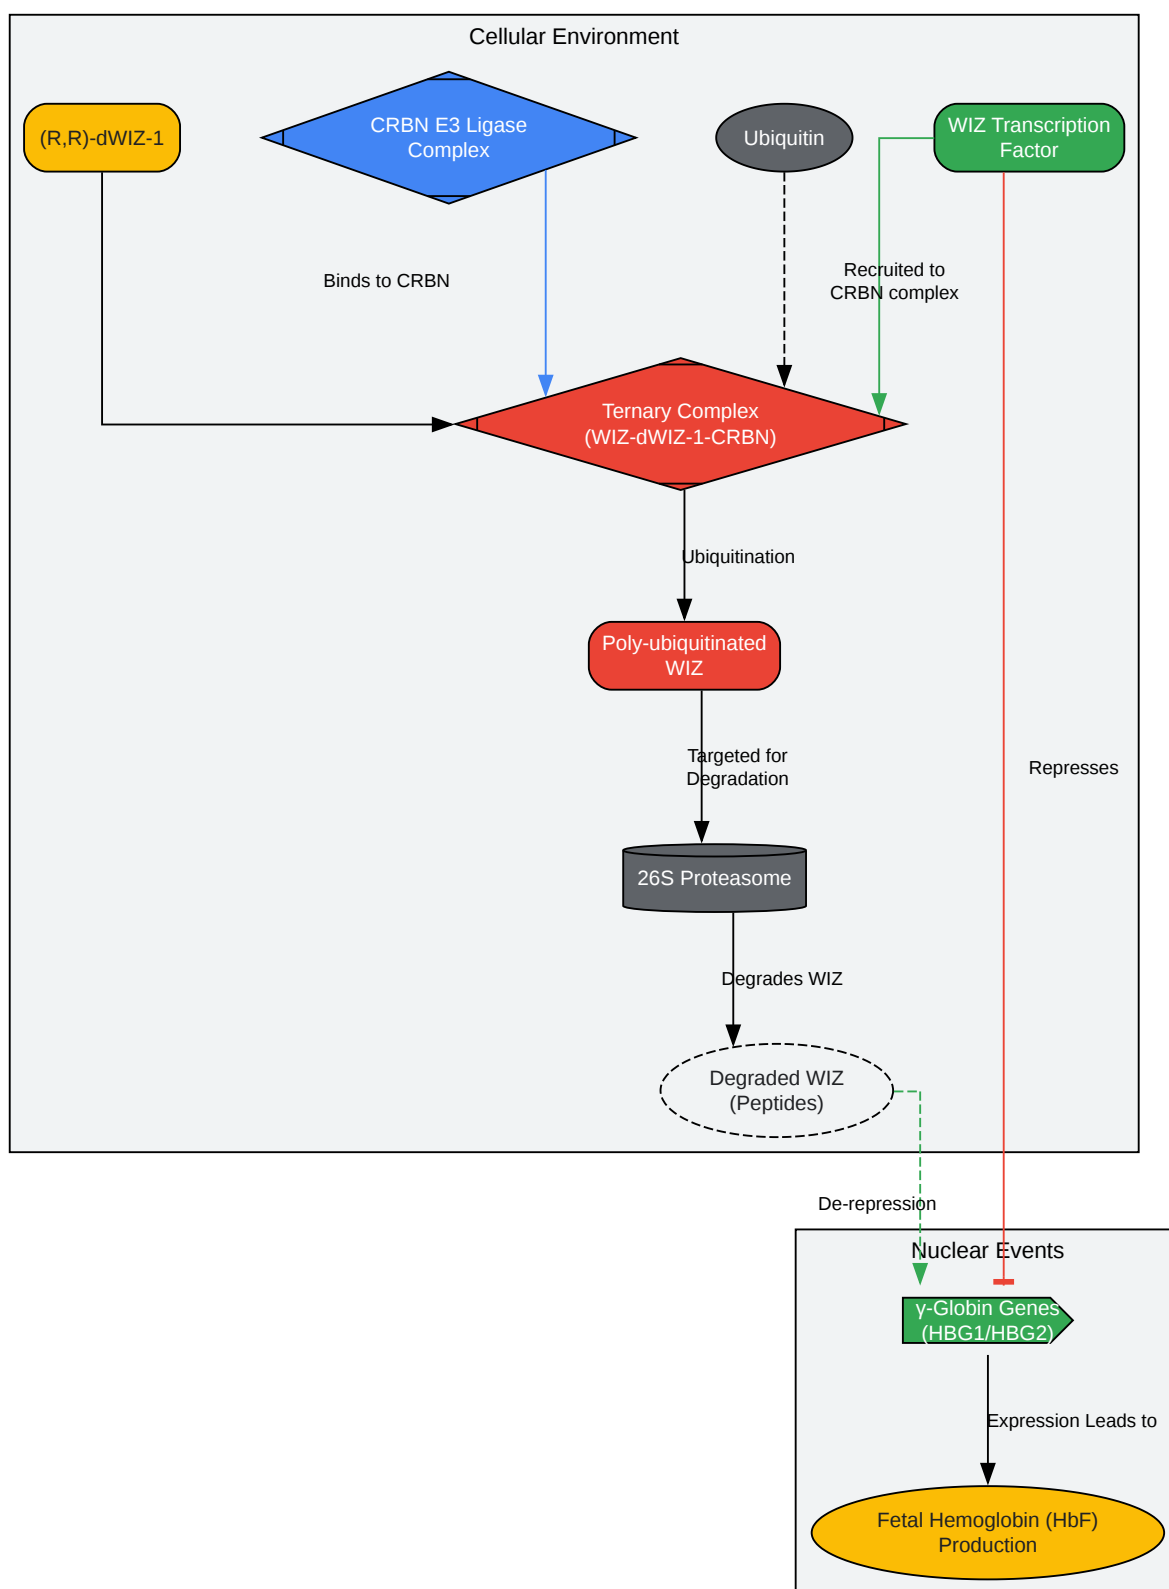 Cellular Environment
(R,R)-dWIZ-1
CRBN E3 Ligase
Complex
Ubiquitin
WIZ Transcription
Factor
Binds to CRBN
Recruited to
CRBN complex
Ternary Complex
(WIZ-dWIZ-1-CRBN)
Ubiquitination
Poly-ubiquitinated
WIZ
Targeted for
Degradation
Represses
26S Proteasome
Degrades WIZ
Degraded WIZ
(Peptides)
De-repression
Nuclear Events
γ-Globin Genes
(HBG1/HBG2)
Expression Leads to
Fetal Hemoglobin (HbF)
Production